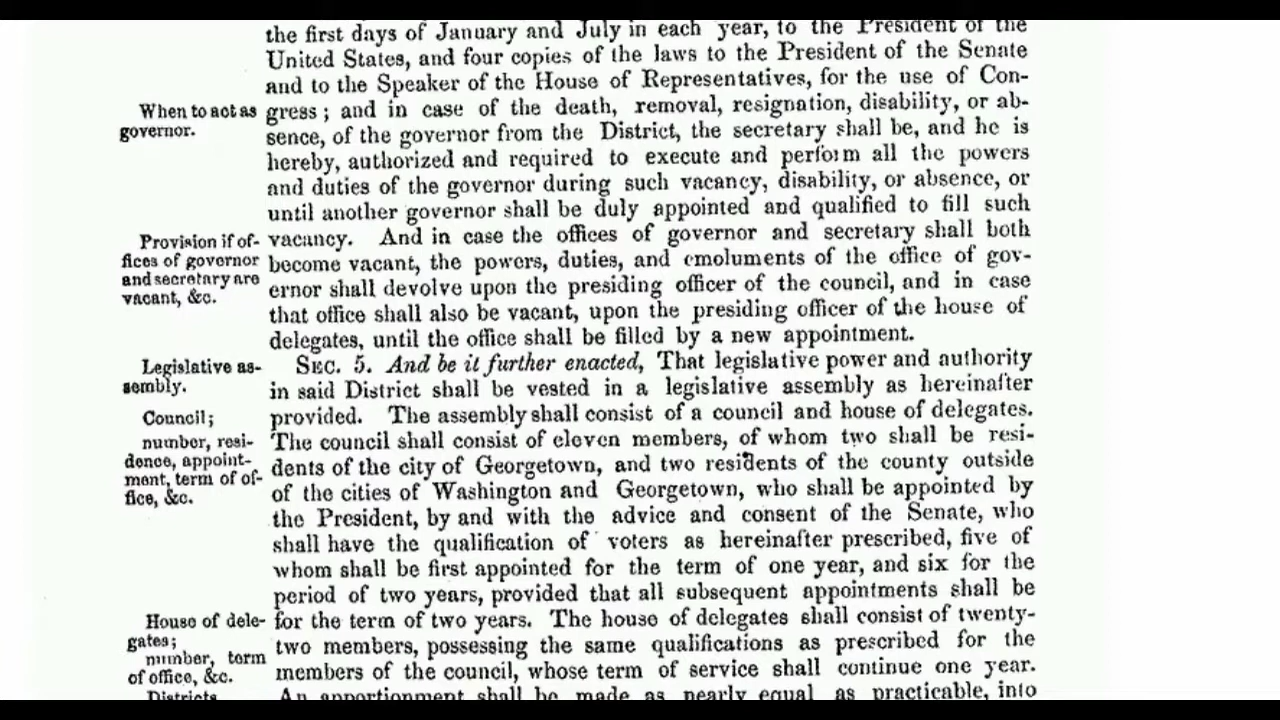 the first days of January and July in each year, to the President of the
United States, and four copies of the laws to the President of the Senate
and to the Speaker of the House of Representatives, for the use of Con-
When to act as
governor.
gress; and in case of the death, removal, resignation, disability, or ab-
sence, of the governor from the District, the secretary shall be, and he is
hereby, authorized and required to execute and perform all the powers
and duties of the governor during such vacancy, disability, or absence, or
until another governor shall be duly appointed and qualified to fill such
Provision if of-
fices of governor
and secretary are
vacant, &c.
vacancy. And in case the offices of governor and secretary shall both
become vacant, the powers, duties, and emoluments of the office of gov-
ernor shall devolve upon the presiding officer of the council, and in case
that office shall also be vacant, upon the presiding officer of the house of
delegates, until the office shall be filled by a new appointment.
Legislative as-
sembly.
SEC. 5. And be it further enacted, That legislative power and authority
in said District shall be vested in a legislative assembly as hereinafter
Council;
number, resi-
dence, appoint-
ment, term of of-
fice, &c.
provided. The assembly shall consist of a council and house of delegates.
The council shall consist of eleven members, of whom two shall be resi-
dents of the city of Georgetown, and two residents of the county outside
of the cities of Washington and Georgetown, who shall be appointed by
the President, by and with the advice and consent of the Senate, who
shall have the qualification of voters as hereinafter prescribed, five of
whom shall be first appointed for the term of one year, and six for the
period of two years, provided that all subsequent appointments shall be
House of dele-
gates;
number, term
of office, &c.
for the term of two years. The house of delegates shall consist of twenty-
two members, possessing the same qualifications as prescribed for the
members of the council, whose term of service shall continue one year.
Districts
An apportionment shall be made as nearly equal as practicable, into